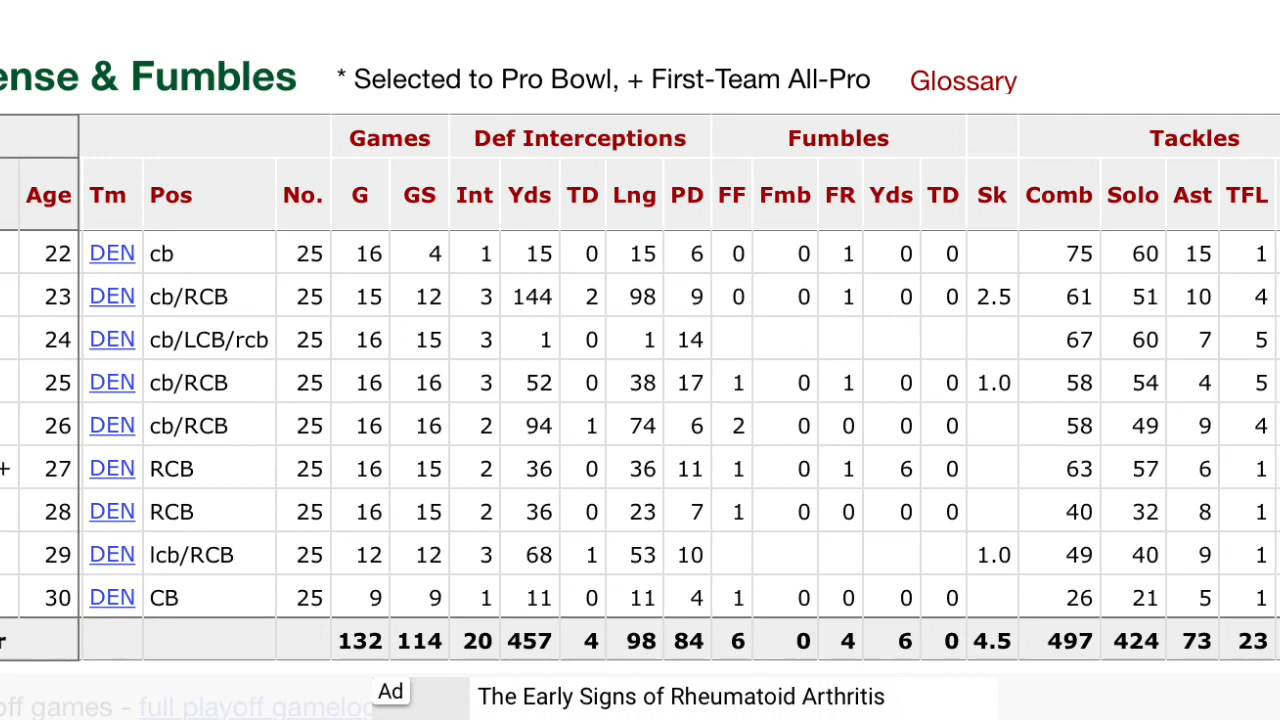 ense & Fumbles * Selected to Pro Bowl, + First-Team All-Pro Glossary
Games Def Interceptions Fumbles Tackles
Age Tm Pos No. G GS Int Yds TD Lng PD FF Fmb FR Yds TD Sk Comb Solo Ast TFL
22 DEN cb 25 16 4 1 15 0 15 6 0 0 1 0 0 75 60 15 1
23 DEN cb/RCB 25 15 12 3 144 2 98 9 0 0 1 0 0 2.5 61 51 10 4
24 DEN cb/LCB/rcb 25 16 15 3 1 0 1 14 67 60 7 5
25 DEN cb/RCB 25 16 16 3 52 0 38 17 1 0 1 0 0 1.0 58 54 4 5
26 DEN cb/RCB 25 16 16 2 94 1 74 6 2 0 0 0 0 58 49 9 4
+ 27 DEN RCB 25 16 15 2 36 0 36 11 1 0 1 6 0 63 57 6 1
28 DEN RCB 25 16 15 2 36 0 23 7 1 0 0 0 0 40 32 8 1
29 DEN lcb/RCB 25 12 12 3 68 1 53 10 1.0 49 40 9 1
30 DEN CB 25 9 9 1 11 0 11 4 1 0 0 0 0 26 21 5 1
r 132 114 20 457 4 98 84 6 0 4 6 0 4.5 497 424 73 23
off games - full playoff gamelog
Ad The Early Signs of Rheumatoid Arthritis